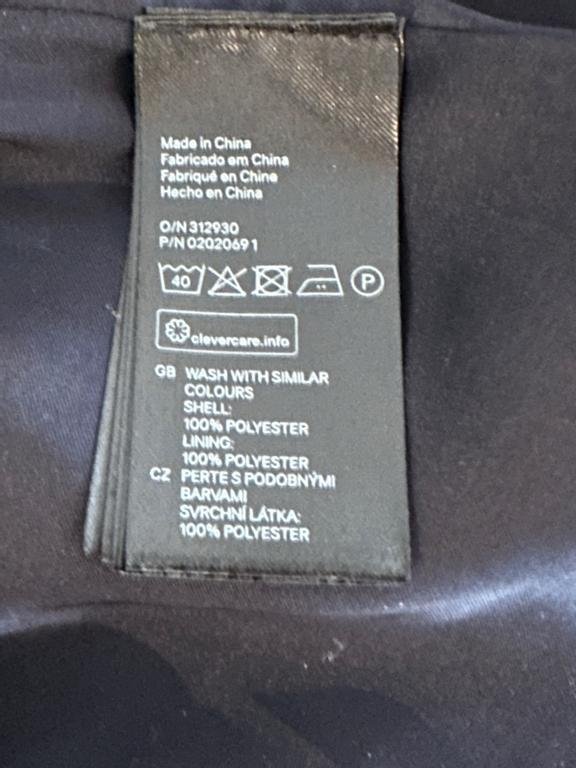 Made in China
Fabricado em China
Fabriqué en Chine
Hecho en China
O/N 312930
P/N 02020691
40 P
clevercare.info
GB WASH WITH SIMILAR
COLOURS
SHELL:
100% POLYESTER
LINING:
100% POLYESTER
CZ PERTE S PODOBNÝMI
BARVAMI
SVRCHNÍ LÁTKA:
100% POLYESTER